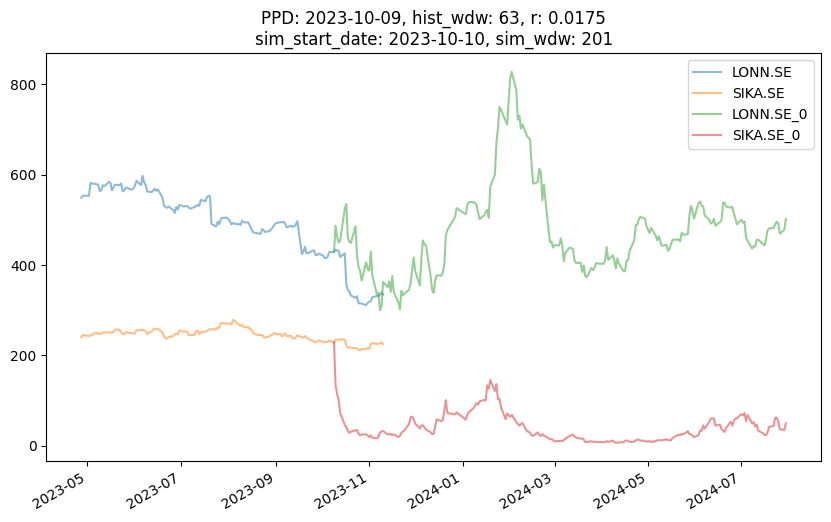 PPD: 2023-10-09, hist_wdw: 63, r: 0.0175
sim_start_date: 2023-10-10, sim_wdw: 201
LONN.SE
SIKA.SE
LONN.SE_0
SIKA.SE_0
800
600
400
200
0
2023-05
2023-07
2023-09
2023-11
2024-01
2024-03
2024-05
2024-07